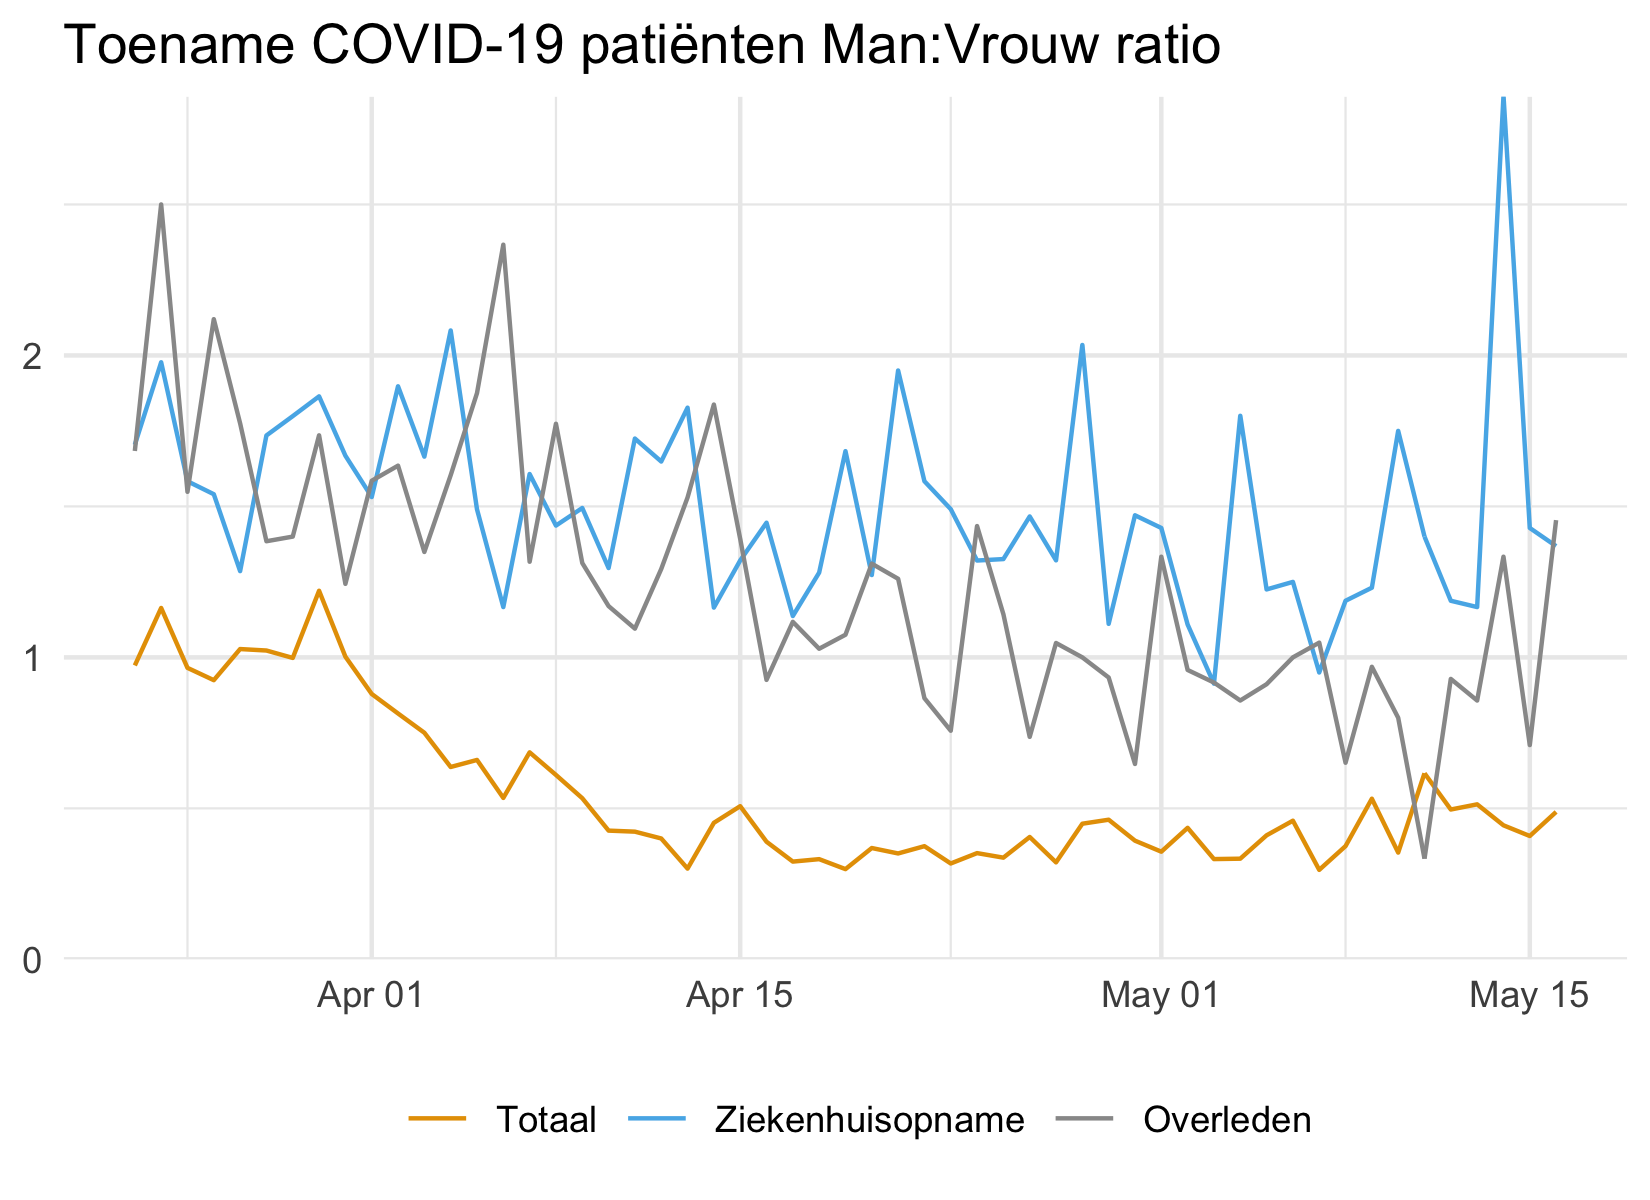 Toename COVID-19 patiënten Man:Vrouw ratio
2
1
0
Apr 01 Apr 15 May 01 May 15
Totaal Ziekenhuisopname Overleden